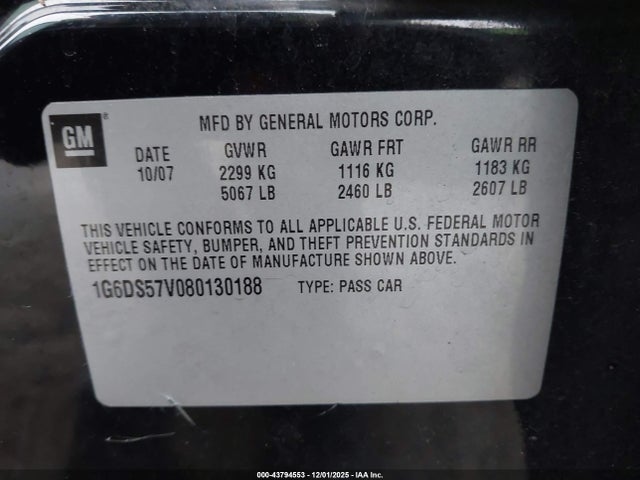 GM ® MFD BY GENERAL MOTORS CORP.
DATE GVWR GAWR FRT GAWR RR
10/07 2299 KG 1116 KG 1183 KG
5067 LB 2460 LB 2607 LB
THIS VEHICLE CONFORMS TO ALL APPLICABLE U.S. FEDERAL MOTOR
VEHICLE SAFETY, BUMPER, AND THEFT PREVENTION STANDARDS IN
EFFECT ON THE DATE OF MANUFACTURE SHOWN ABOVE.
1G6DS57V080130188 TYPE: PASS CAR
000-43794553 - 12/01/2025 - IAA Inc.